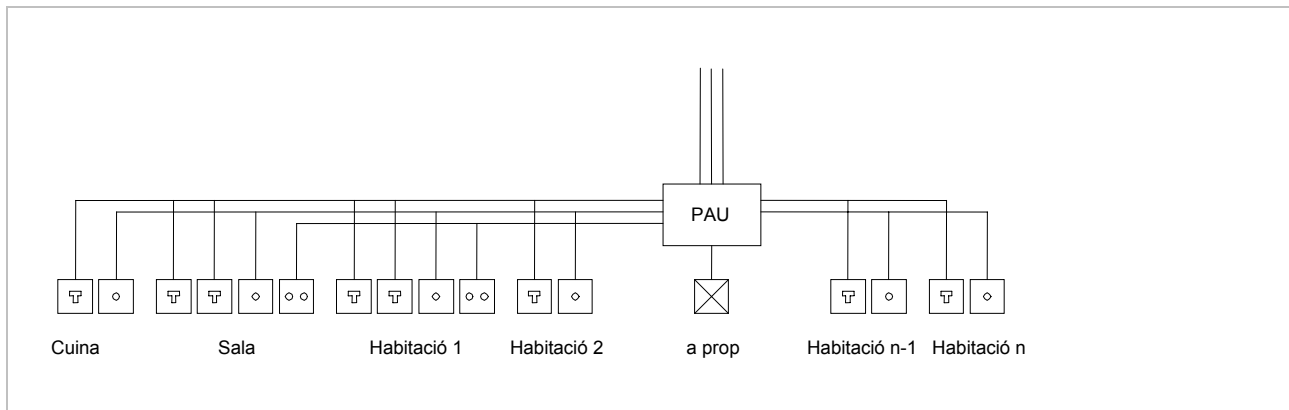 PAU
Cuina
Sala
Habitació 1
Habitació 2
a prop
Habitació n-1
Habitació n